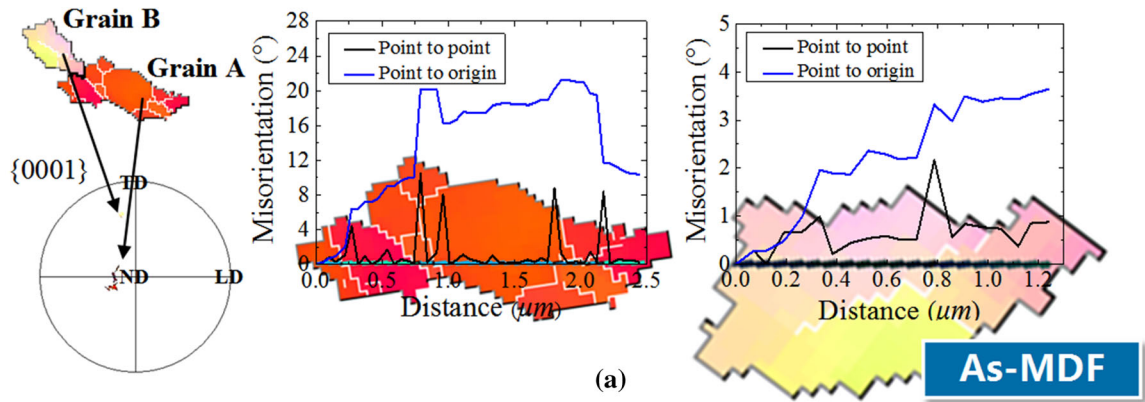 Grain B
Grain A
{0001}
TD
ND
LD
28
24
20
16
12
8
4
0
Misorientation (°)
Point to point
Point to origin
0.0 0.5 1.0 1.5 2.0 2.5
Distance (μm)
5
4
3
2
1
0
Misorientation (°)
Point to point
Point to origin
0.0 0.2 0.4 0.6 0.8 1.0 1.2
Distance (μm)
(a)
As-MDF